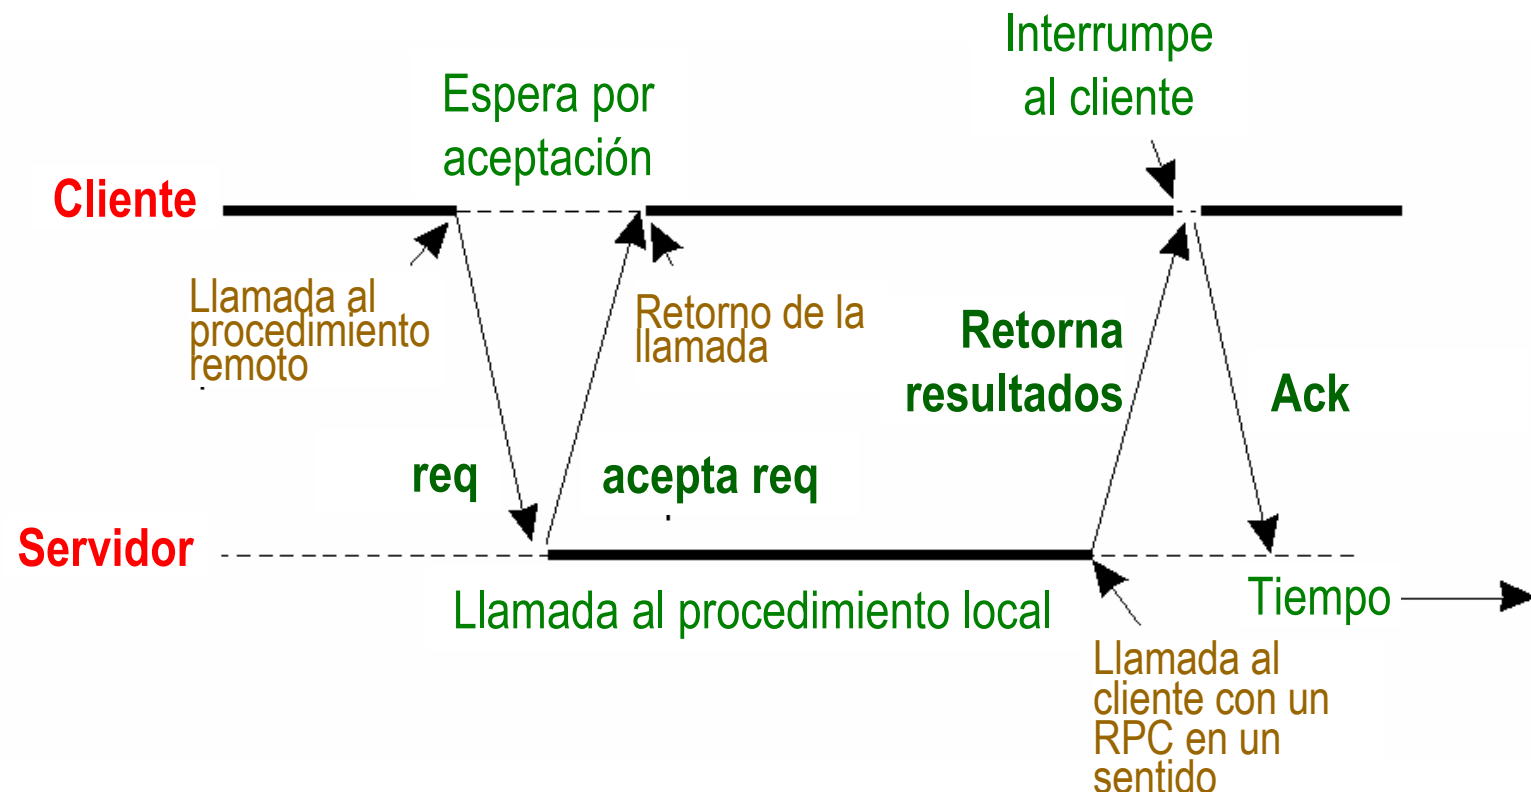 Interrumpe
al cliente
Espera por
aceptación
Cliente
Llamada al
procedimiento
remoto
Retorno de la
llamada
Retorna
resultados
Ack
req
acepta req
Servidor
Llamada al procedimiento local
Tiempo
Llamada al
cliente con un
RPC en un
sentido